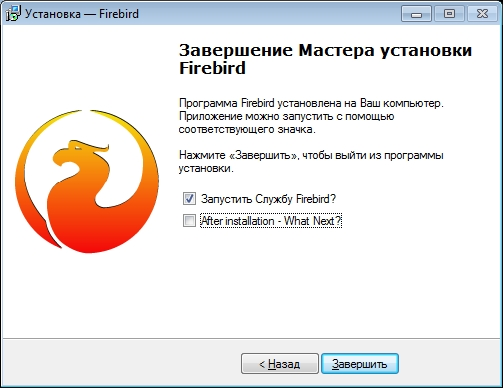 Установка — Firebird
Завершение Мастера установки
Firebird
Программа Firebird установлена на Ваш компьютер.
Приложение можно запустить с помощью
соответствующего значка.
Нажмите «Завершить», чтобы выйти из программы
установки.
Запустить Службу Firebird?
After installation - What Next?
< Назад
Завершить